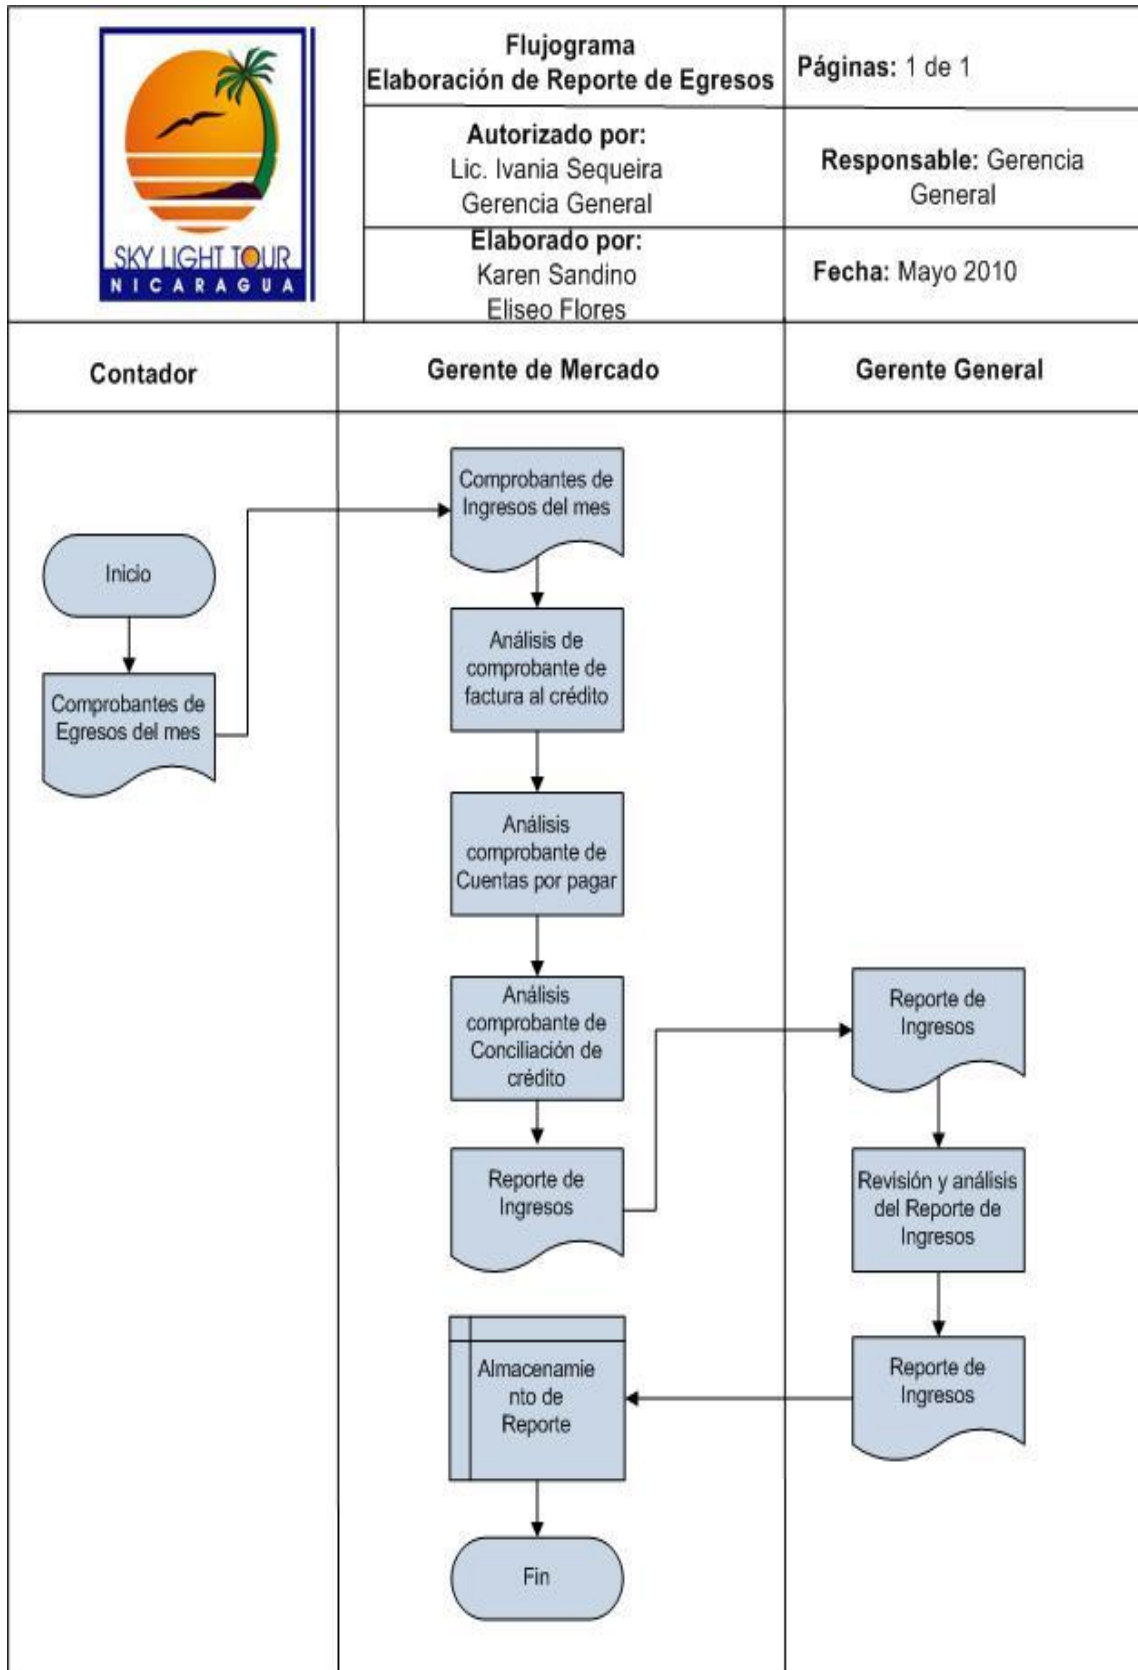 SKY LIGHT TOUR
NICARAGUA
Flujograma
Elaboración de Reporte de Egresos
Páginas: 1 de 1
Autorizado por:
Lic. Ivania Sequeira
Gerencia General
Responsable: Gerencia
General
Elaborado por:
Karen Sandino
Eliseo Flores
Fecha: Mayo 2010
Contador
Gerente de Mercado
Gerente General
Inicio
Comprobantes de
Egresos del mes
Comprobantes de
Ingresos del mes
Análisis de
comprobante de
factura al crédito
Análisis
comprobante de
Cuentas por pagar
Análisis
comprobante de
Conciliación de
crédito
Reporte de
Ingresos
Reporte de
Ingresos
Revisión y análisis
del Reporte de
Ingresos
Reporte de
Ingresos
Almacenamie
nto de
Reporte
Fin